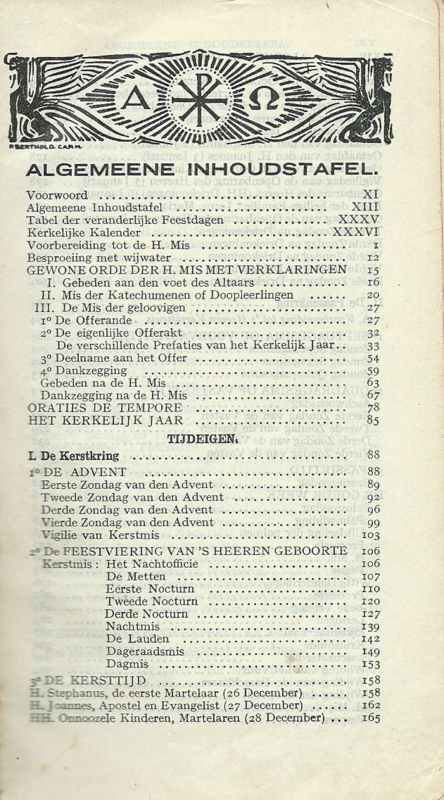 A Ω
P. BERTHOLD. CARM.
ALGEMEENE INHOUDSTAFEL.
Voorwoord XI
Algemeene Inhoudstafel XIII
Tabel der veranderlijke Feestdagen XXXV
Kerkelijke Kalender XXXVI
Voorbereiding tot de H. Mis 1
Besproeiing met wijwater 12
GEWONE ORDE DER H. MIS MET VERKLARINGEN 15
I. Gebeden aan den voet des Altaars 16
II. Mis der Katechumenen of Doopleerlingen 20
III. De Mis der geloovigen 27
1º De Offerande 27
2º De eigenlijke Offerakt 32
De verschillende Prefaties van het Kerkelijk Jaar.. 33
3º Deelname aan het Offer 54
4º Dankzegging 59
Gebeden na de H. Mis 63
Dankzegging na de H. Mis 67
ORATIES DE TEMPORE 78
HET KERKELIJK JAAR 85
TIJDEIGEN.
I. De Kerstkring 88
1º DE ADVENT 88
Eerste Zondag van den Advent 89
Tweede Zondag van den Advent 92
Derde Zondag van den Advent 96
Vierde Zondag van den Advent 99
Vigilie van Kerstmis 103
2º De FEESTVIERING VAN 'S HEEREN GEBOORTE 106
Kerstmis : Het Nachtofficie 106
De Metten 107
Eerste Nocturn 110
Tweede Nocturn 120
Derde Nocturn 127
Nachtmis 139
De Lauden 142
Dageraadsmis 149
Dagmis 153
3º DE KERSTTIJD 158
H. Stephanus, de eerste Martelaar (26 December) 158
H. Joannes, Apostel en Evangelist (27 December) 162
HH. Onnoozele Kinderen, Martelaren (28 December) ... 165